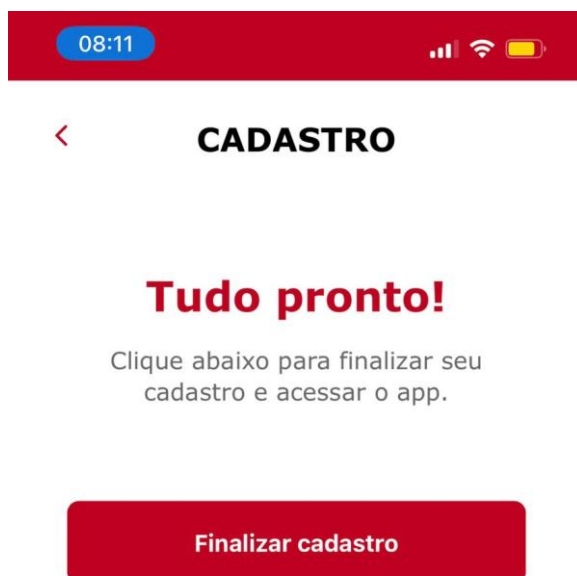 08:11
CADASTRO
Tudo pronto!
Clique abaixo para finalizar seu
cadastro e acessar o app.
Finalizar cadastro